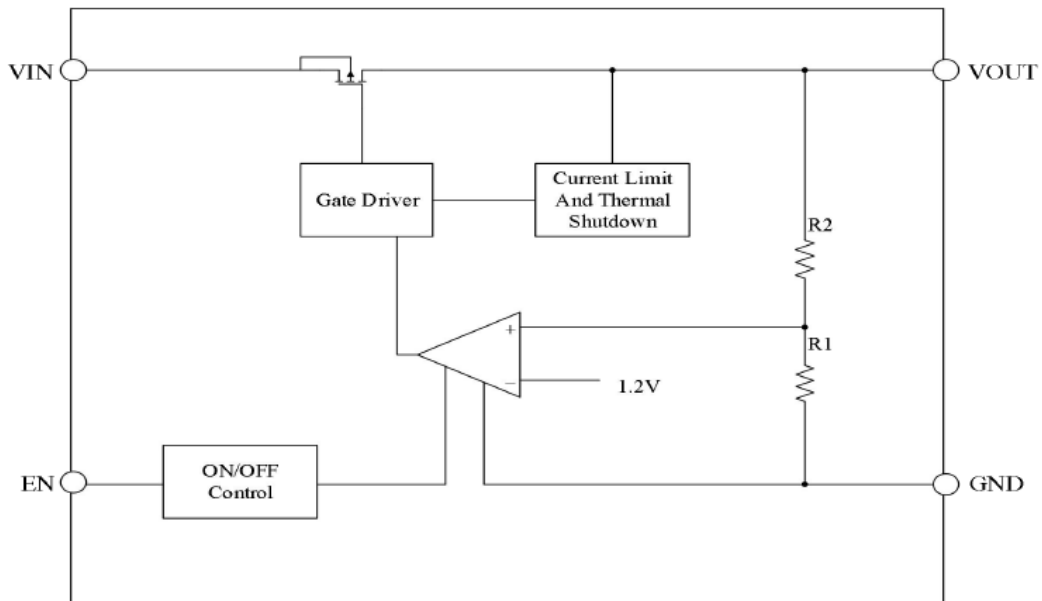 VIN
VOUT
Gate Driver
Current Limit
And Thermal
Shutdown
R2
+
R1
−
1.2V
EN
ON/OFF
Control
GND